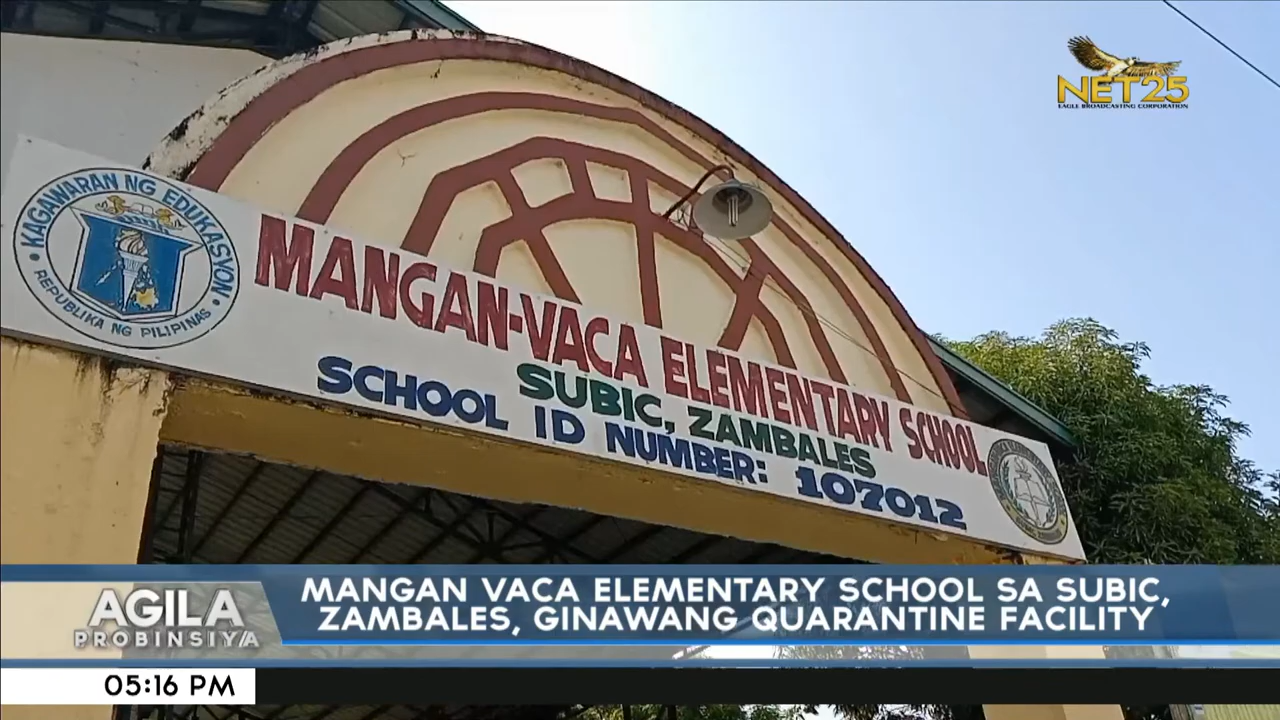 NET25
EAGLE BROADCASTING CORPORATION
KAGAWARAN NG EDUKASYON
REPUBLIKA NG PILIPINAS
MANGAN-VACA ELEMENTARY SCHOOL
SUBIC, ZAMBALES
SCHOOL ID NUMBER: 107012
AGILA
PROBINSIYA
MANGAN VACA ELEMENTARY SCHOOL SA SUBIC,
ZAMBALES, GINAWANG QUARANTINE FACILITY
05:16 PM